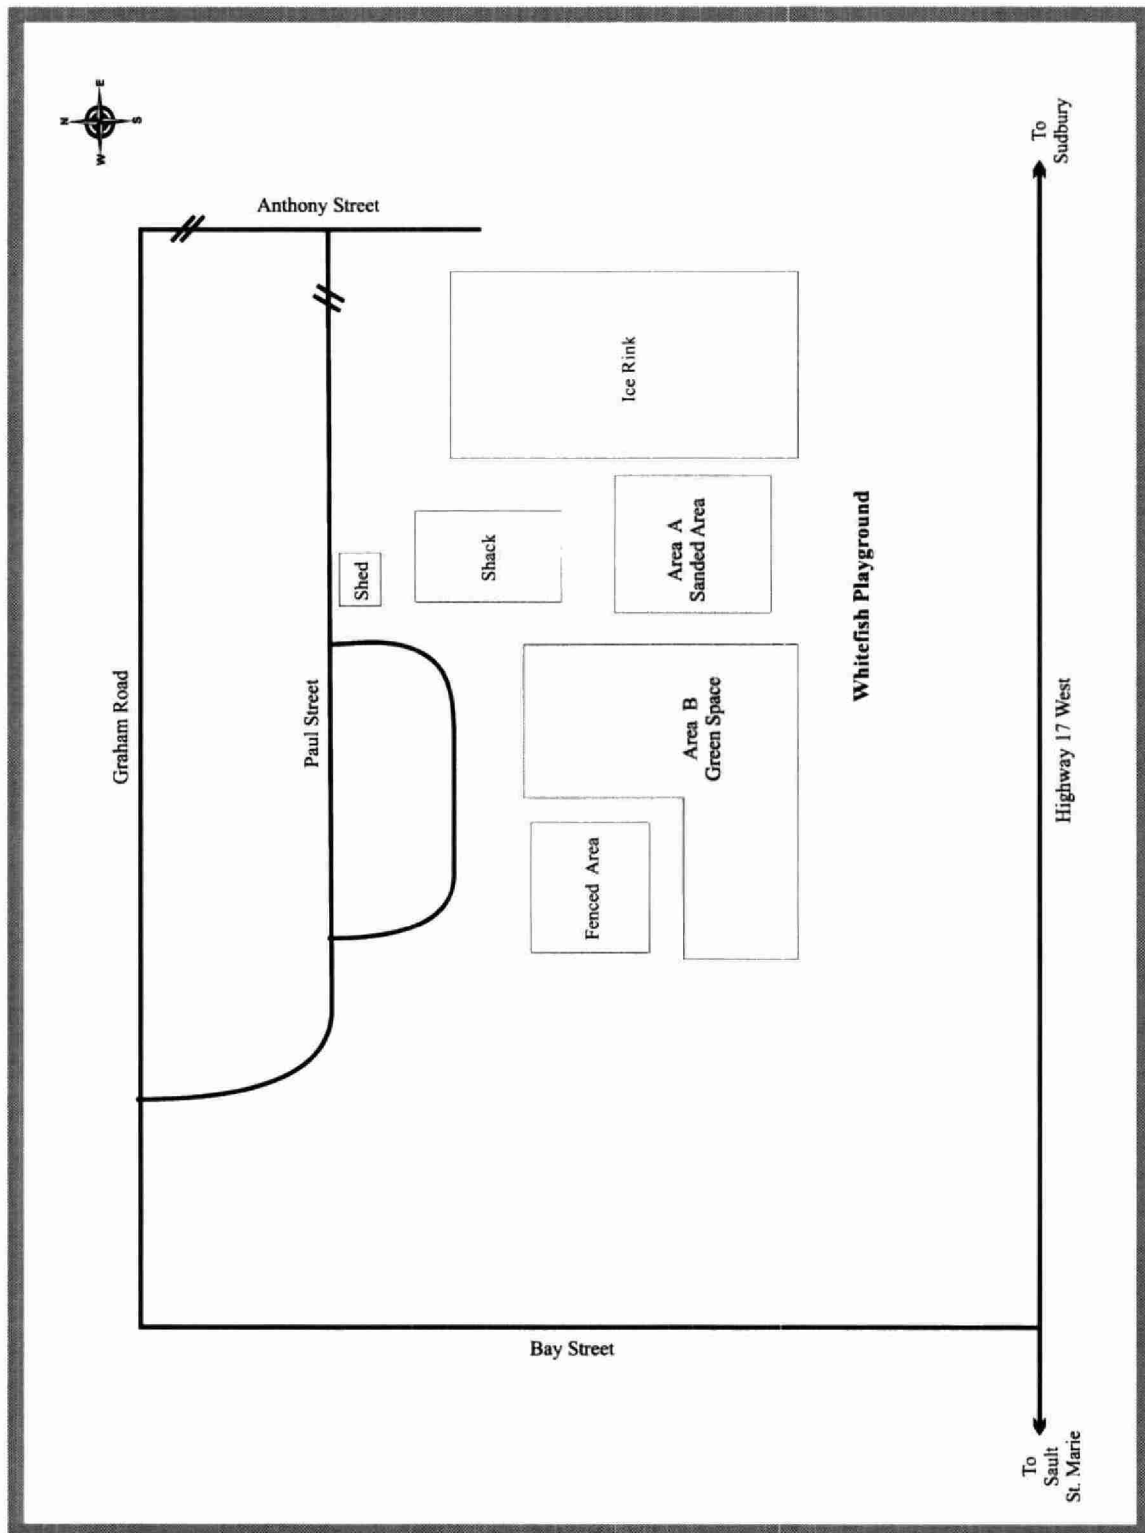 N
E
S
W
Graham Road
Anthony Street
Paul Street
Shed
Shack
Ice Rink
Fenced Area
Area B
Green Space
Area A
Sanded Area
Whitefish Playground
Bay Street
Highway 17 West
To
Sault
St. Marie
To
Sudbury